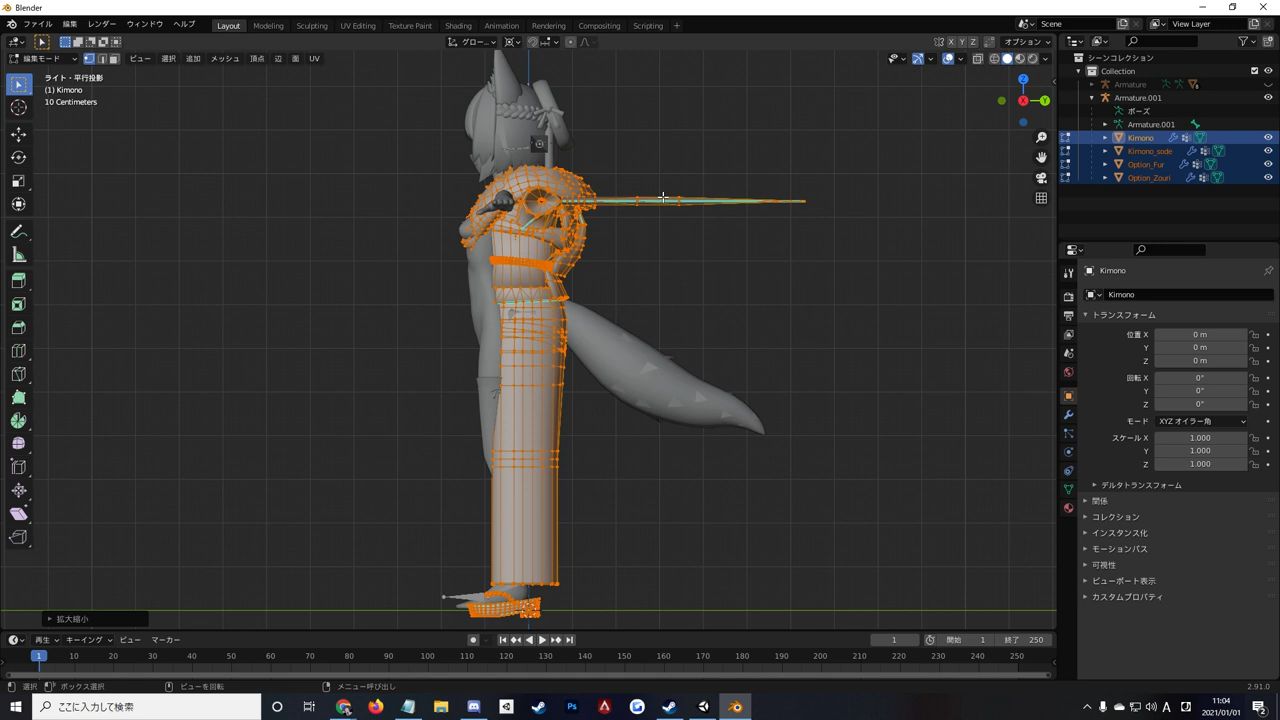 Blender
ファイル 編集 レンダー ウィンドウ ヘルプ Layout Modeling Sculpting UV Editing Texture Paint Shading Animation Rendering Compositing Scripting + Scene View Layer
グロー... X Y Z オプション
編集モード ビュー 選択 追加 メッシュ 頂点 辺 面 UV
ライト・平行投影
(1) Kimono
10 Centimeters
Z
X
Y
拡大縮小
シーンコレクション
Collection
Armature
Armature.001
ポーズ
Armature.001
Kimono
Kimono_sode
Option_Fur
Option_Zouri
Kimono
Kimono
トランスフォーム
位置 X 0 m
Y 0 m
Z 0 m
回転 X 0°
Y 0°
Z 0°
モード XYZ オイラー角
スケール X 1.000
Y 1.000
Z 1.000
デルタトランスフォーム
関係
コレクション
インスタンス化
モーションパス
可視性
ビューポート表示
カスタムプロパティ
再生 キーイング ビュー マーカー 1 開始 1 終了 250
1 10 20 30 40 50 60 70 80 90 100 110 120 130 140 150 160 170 180 190 200 210 220 230 240 250
選択 ボックス選択 ビューを回転 メニュー呼び出し 2.91.0
ここに入力して検索 A 11:04
2021/01/01